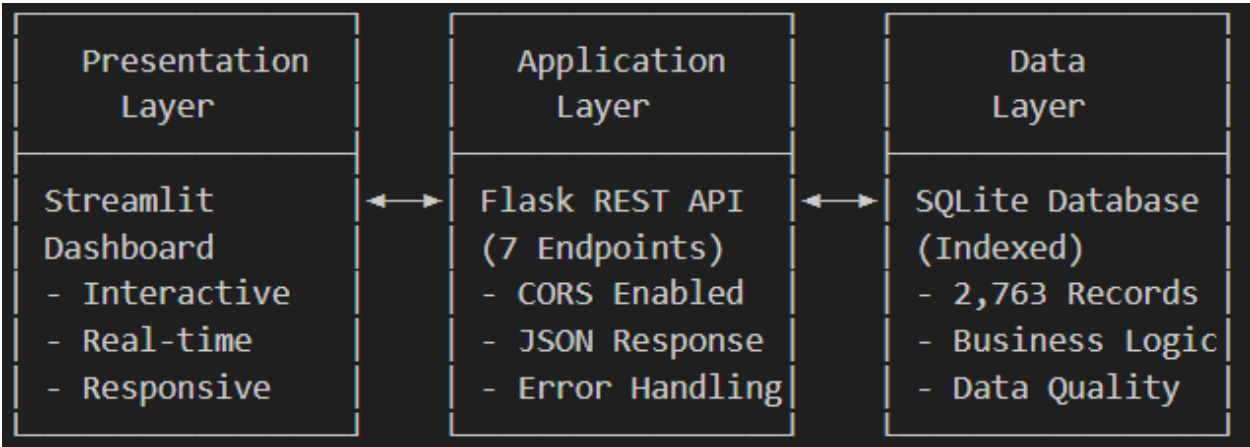 Presentation
Layer
Streamlit
Dashboard
- Interactive
- Real-time
- Responsive
Application
Layer
Flask REST API
(7 Endpoints)
- CORS Enabled
- JSON Response
- Error Handling
Data
Layer
SQLite Database
(Indexed)
- 2,763 Records
- Business Logic
- Data Quality